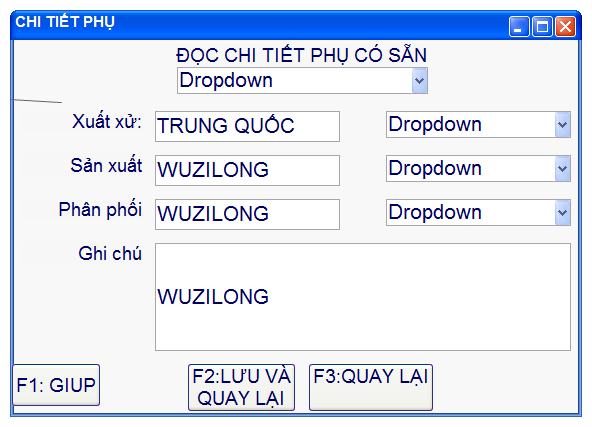 CHI TIẾT PHỤ
ĐỌC CHI TIẾT PHỤ CÓ SẴN
Dropdown
Xuất xử: TRUNG QUỐC Dropdown
Sản xuất WUZILONG Dropdown
Phân phối WUZILONG Dropdown
Ghi chú
WUZILONG
F1: GIUP F2:LƯU VÀ F3:QUAY LẠI
QUAY LẠI